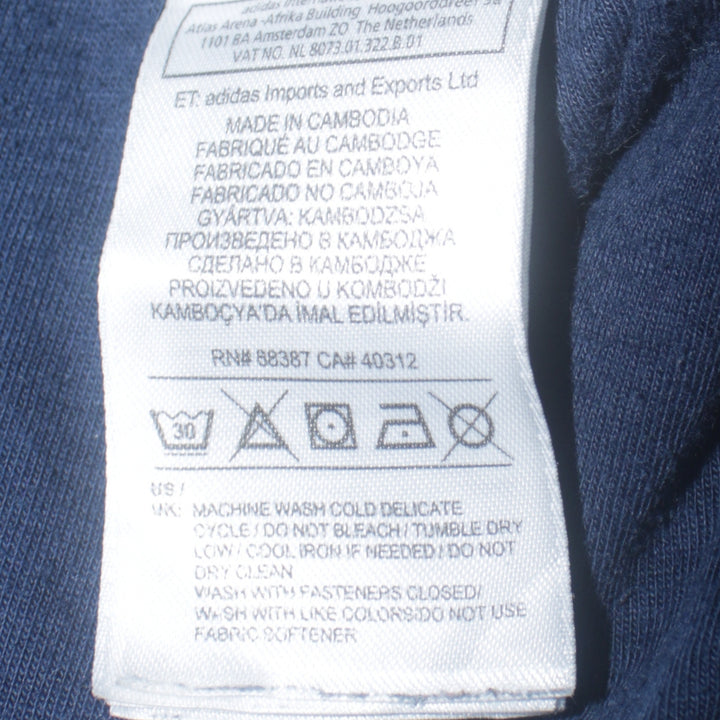 adidas
Atlas Arena -Afrika Building Hoogoorddreef 9a
1101 BA Amsterdam ZO The Netherlands
VAT NO. NL 8073.01.322.B.01
ET: adidas Imports and Exports Ltd
MADE IN CAMBODIA
FABRIQUÉ AU CAMBODGE
FABRICADO EN CAMBOYA
FABRICADO NO CAMBOJA
GYÁRTVA: KAMBODZSA
ПРОИЗВЕДЕНО В КАМБОДЖА
СДЕЛАНО В КАМБОДЖЕ
PROIZVEDENO U KOMBODŽI
KAMBOÇYA'DA İMAL EDİLMİŞTİR.
RN# 88387 CA# 40312
30
US /
UK: MACHINE WASH COLD DELICATE
CYCLE / DO NOT BLEACH / TUMBLE DRY
LOW / COOL IRON IF NEEDED / DO NOT
DRY CLEAN
WASH WITH FASTENERS CLOSED/
WASH WITH LIKE COLORS/DO NOT USE
FABRIC SOFTENER